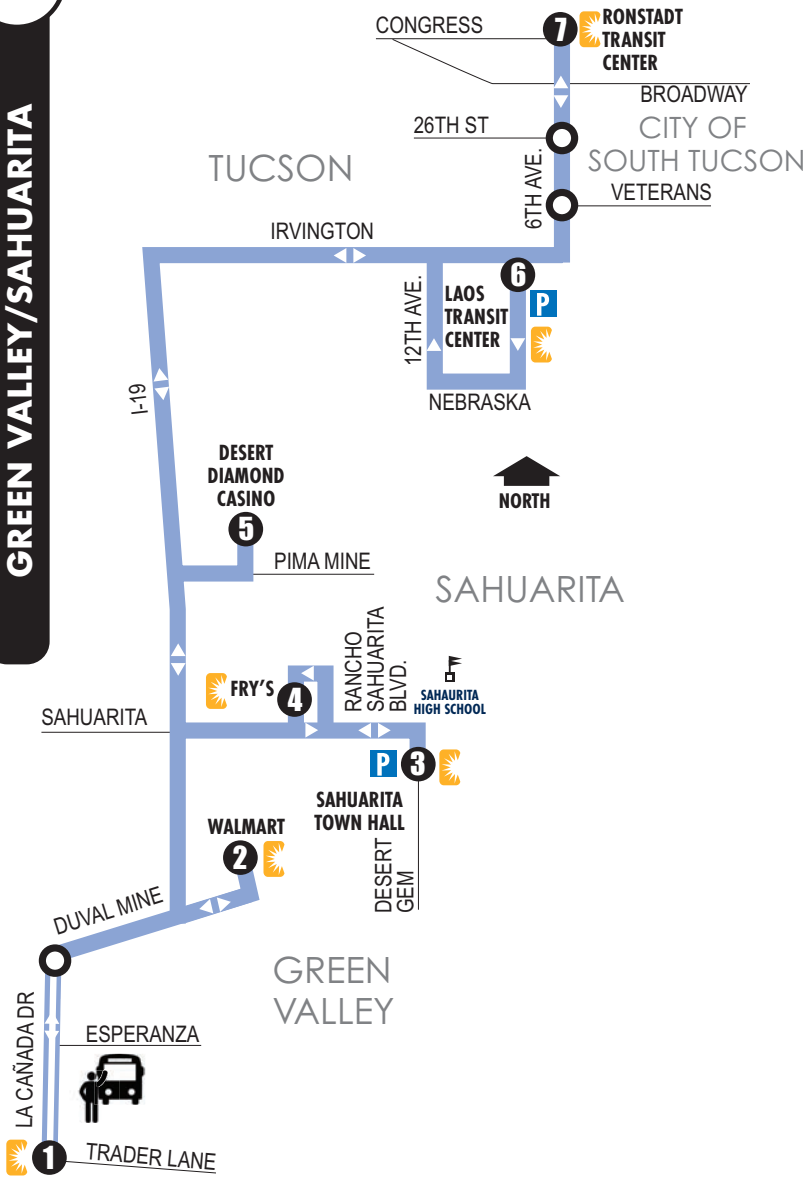 GREEN VALLEY/SAHUARITA
CONGRESS
7
RONSTADT
TRANSIT
CENTER
BROADWAY
26TH ST
CITY OF
SOUTH TUCSON
6TH AVE.
TUCSON
VETERANS
IRVINGTON
6
12TH AVE.
LAOS
TRANSIT
CENTER
P
I-19
NEBRASKA
DESERT
DIAMOND
CASINO
5
NORTH
PIMA MINE
SAHUARITA
RANCHO
SAHUARITA
BLVD.
SAHAURITA
HIGH SCHOOL
FRY'S
4
SAHUARITA
P
3
SAHUARITA
TOWN HALL
WALMART
2
DESERT
GEM
DUVAL MINE
GREEN
VALLEY
LA CAÑADA DR
ESPERANZA
1
TRADER LANE